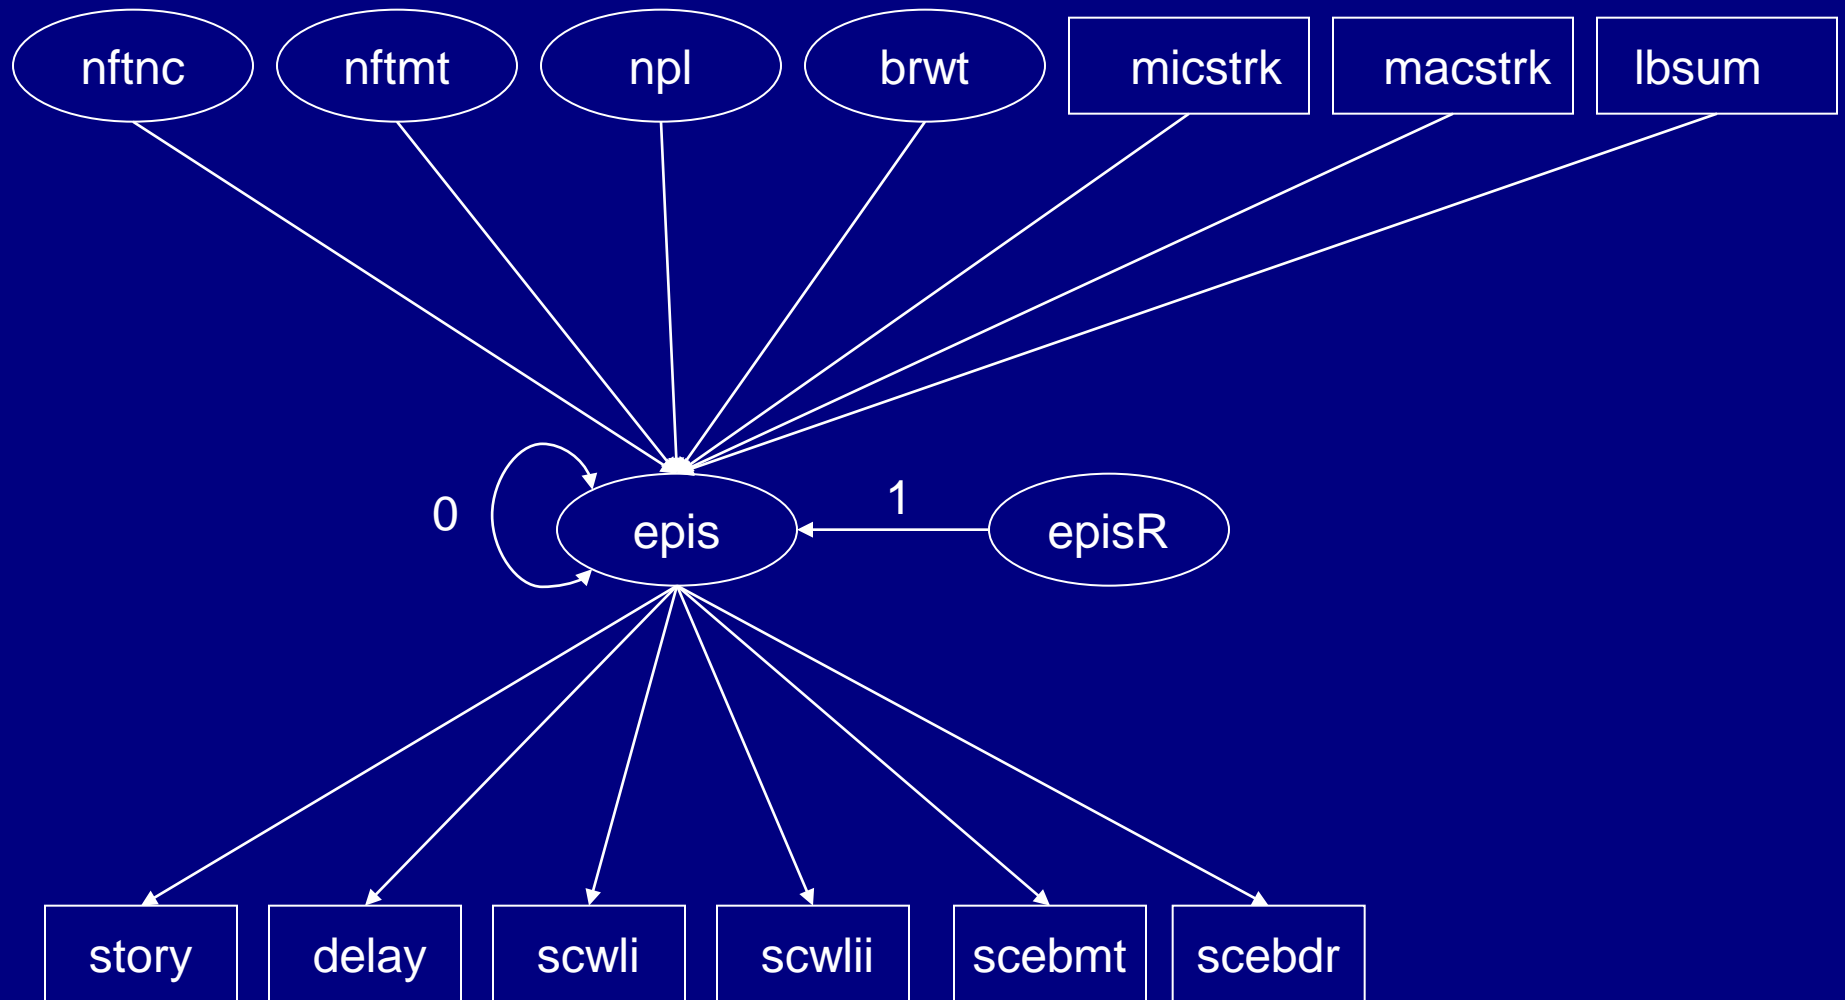 nftnc nftmt npl brwt micstrk macstrk lbsum
0 epis 1 episR
story delay scwli scwlii scebmt scebdr